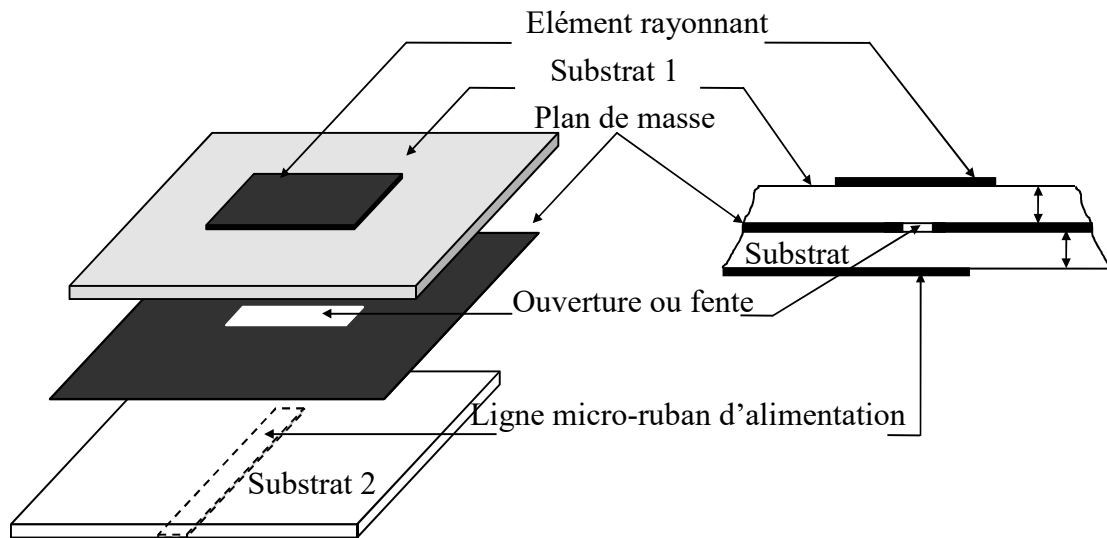 Elément rayonnant
Substrat 1
Plan de masse
Substrat
Ouverture ou fente
Ligne micro-ruban d’alimentation
Substrat 2